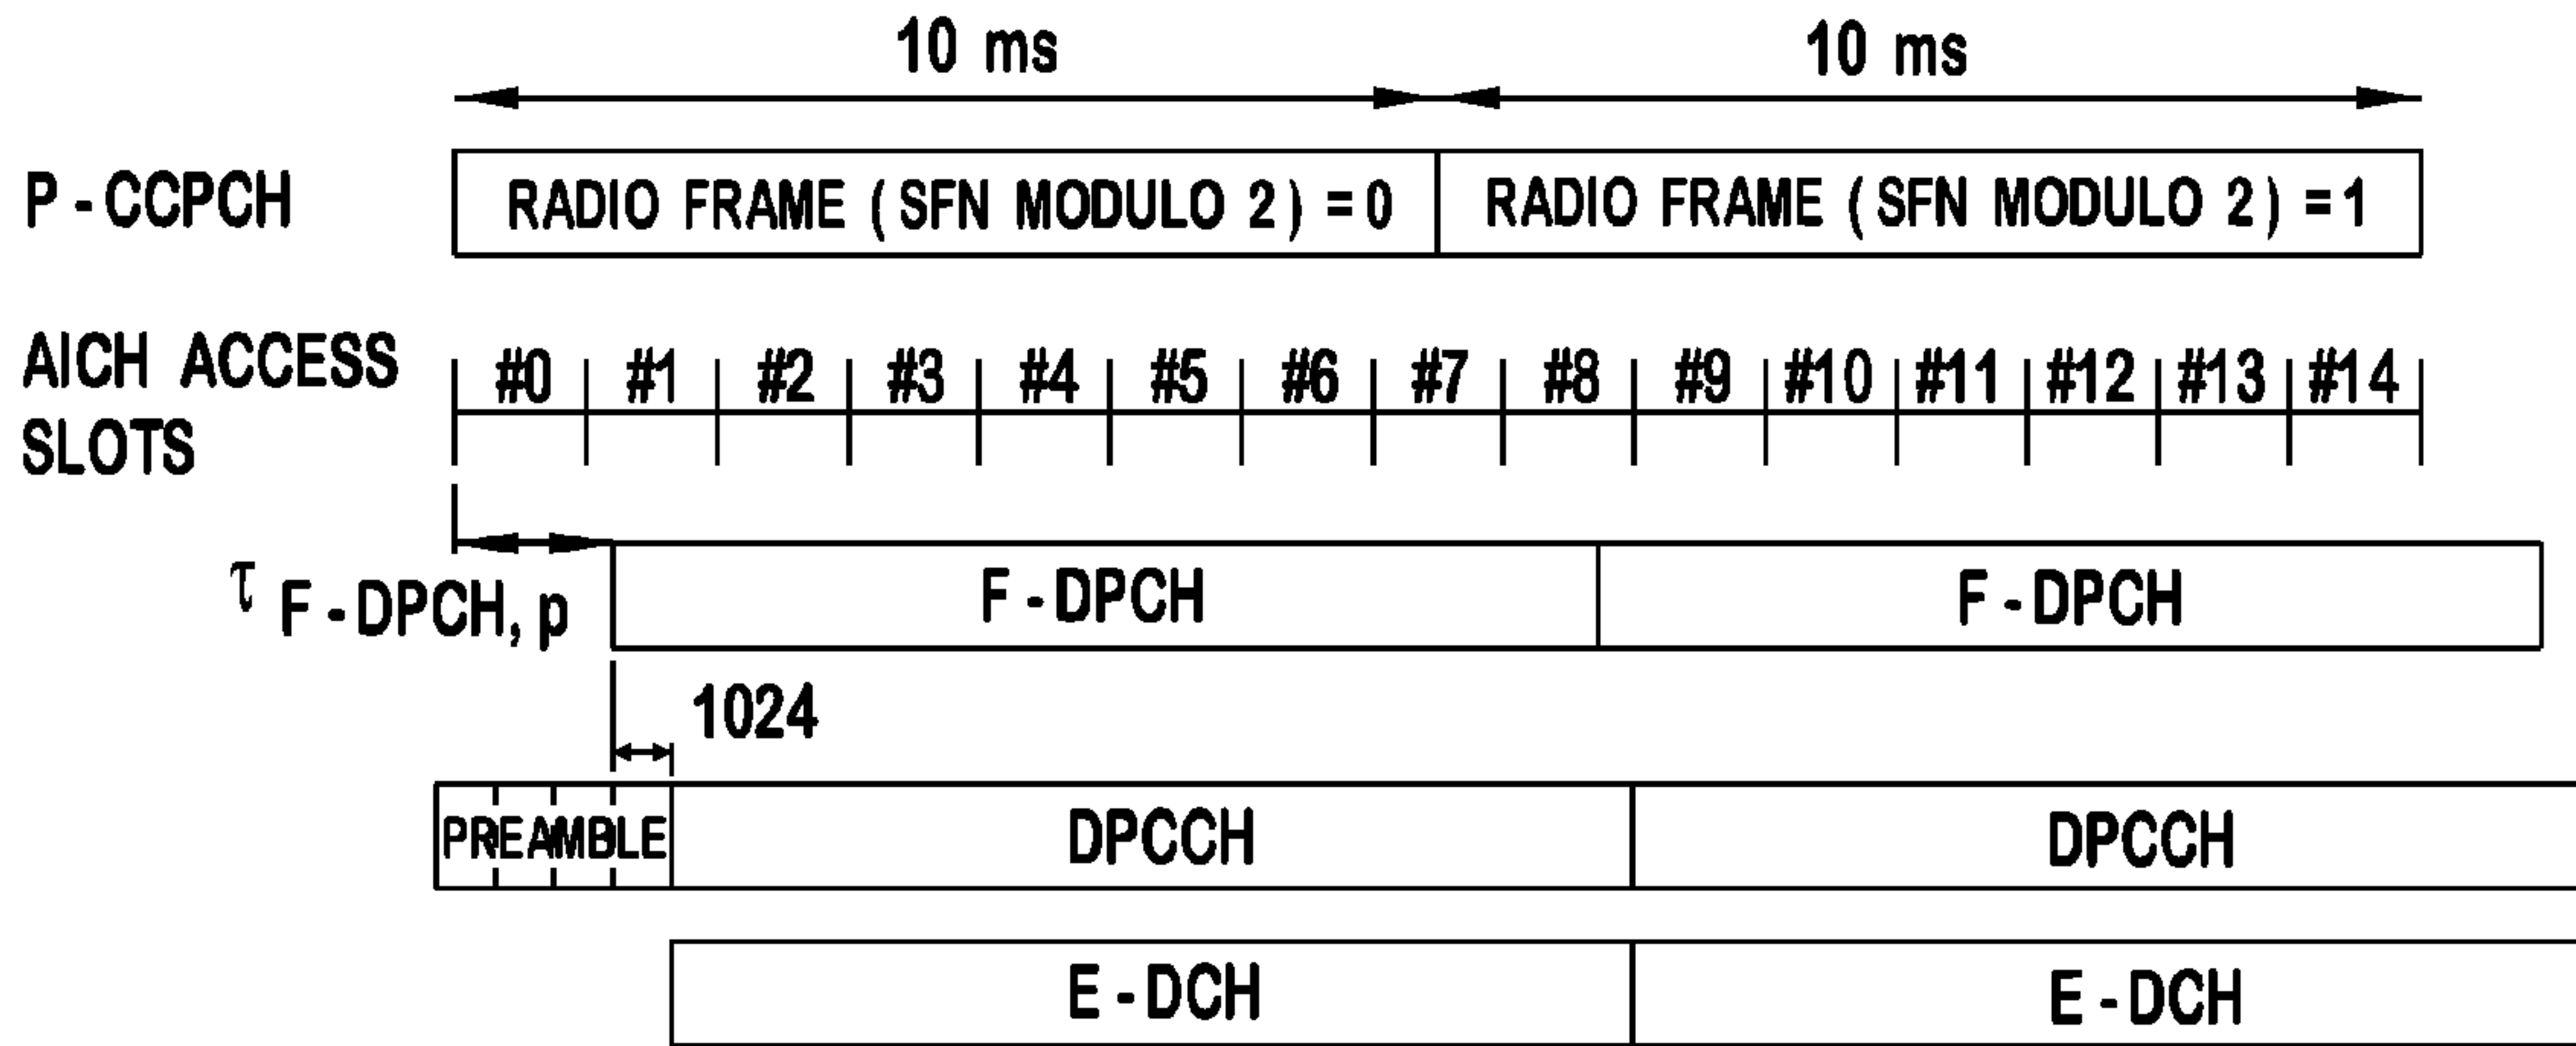 10 ms 10 ms
P-CCPCH RADIO FRAME (SFN MODULO 2) = 0 RADIO FRAME (SFN MODULO 2) = 1
AICH ACCESS
SLOTS
#0 #1 #2 #3 #4 #5 #6 #7 #8 #9 #10 #11 #12 #13 #14
τ F-DPCH, p F-DPCH F-DPCH
1024
PREAMBLE DPCCH DPCCH
E-DCH E-DCH